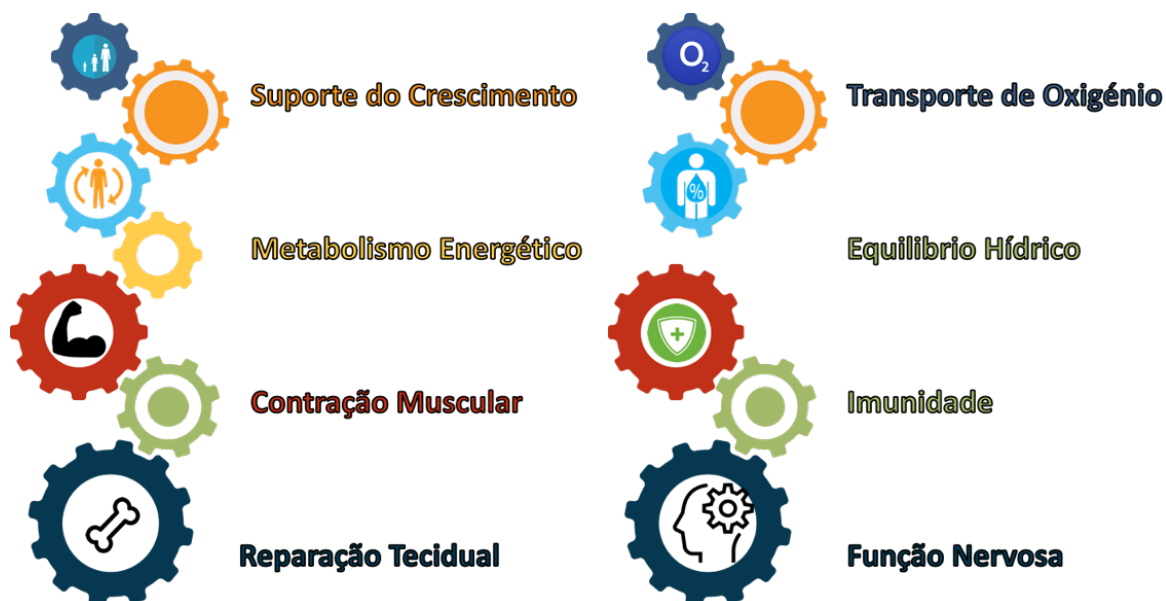 Suporte do Crescimento
Metabolismo Energético
Contração Muscular
Reparação Tecidual
O₂
Transporte de Oxigénio
%
Equilibrio Hídrico
Imunidade
Função Nervosa